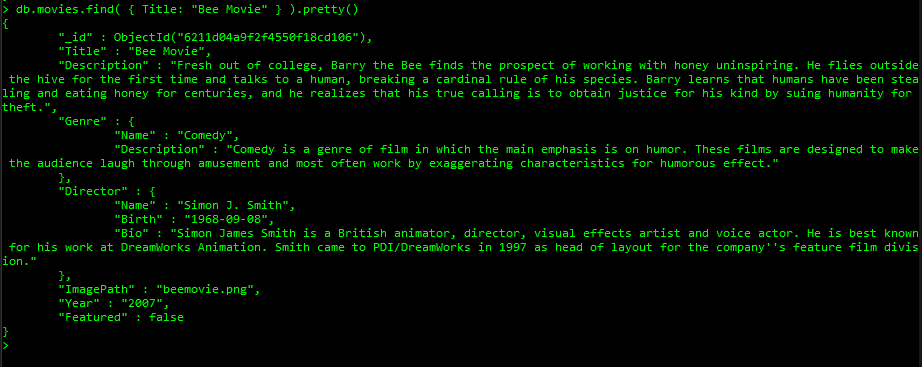 > db.movies.find( { Title: "Bee Movie" } ).pretty()
{
        "_id" : ObjectId("6211d04a9f2f4550f18cd106"),
        "Title" : "Bee Movie",
        "Description" : "Fresh out of college, Barry the Bee finds the prospect of working with honey uninspiring. He flies outside
 the hive for the first time and talks to a human, breaking a cardinal rule of his species. Barry learns that humans have been stea
ling and eating honey for centuries, and he realizes that his true calling is to obtain justice for his kind by suing humanity for
theft.",
        "Genre" : {
                "Name" : "Comedy",
                "Description" : "Comedy is a genre of film in which the main emphasis is on humor. These films are designed to make
 the audience laugh through amusement and most often work by exaggerating characteristics for humorous effect."
        },
        "Director" : {
                "Name" : "Simon J. Smith",
                "Birth" : "1968-09-08",
                "Bio" : "Simon James Smith is a British animator, director, visual effects artist and voice actor. He is best known
 for his work at DreamWorks Animation. Smith came to PDI/DreamWorks in 1997 as head of layout for the company''s feature film divis
ion."
        },
        "ImagePath" : "beemovie.png",
        "Year" : "2007",
        "Featured" : false
}
>